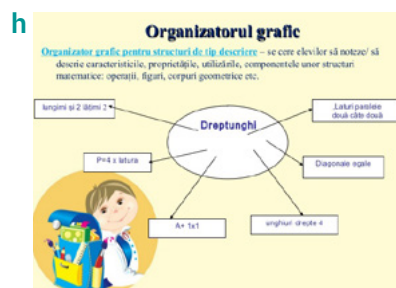 h
Organizatorul grafic
Organizator grafic pentru structuri de tip descriere – se cere elevilor să noteze/ să
descrie caracteristicile, proprietățile, utilizările, componentele unor structuri
matematice: operații, figuri, corpuri geometrice etc.
lungimi și 2 lățimi 2
Laturi paralele
două câte două
Dreptunghi
P=4 x latura
Diagonale egale
A+ 1x1
unghiuri drepte 4